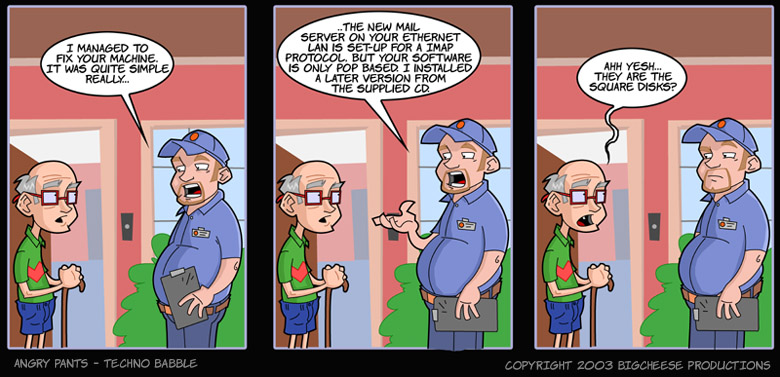 I MANAGED TO
FIX YOUR MACHINE.
IT WAS QUITE SIMPLE
REALLY...
..THE NEW MAIL
SERVER ON YOUR ETHERNET
LAN IS SET-UP FOR A IMAP
PROTOCOL. BUT YOUR SOFTWARE
IS ONLY POP BASED. I INSTALLED
A LATER VERSION FROM
THE SUPPLIED CD.
AHH YESH...
THEY ARE THE
SQUARE DISKS?
ANGRY PANTS - TECHNO BABBLE
COPYRIGHT 2003 BIGCHEESE PRODUCTIONS